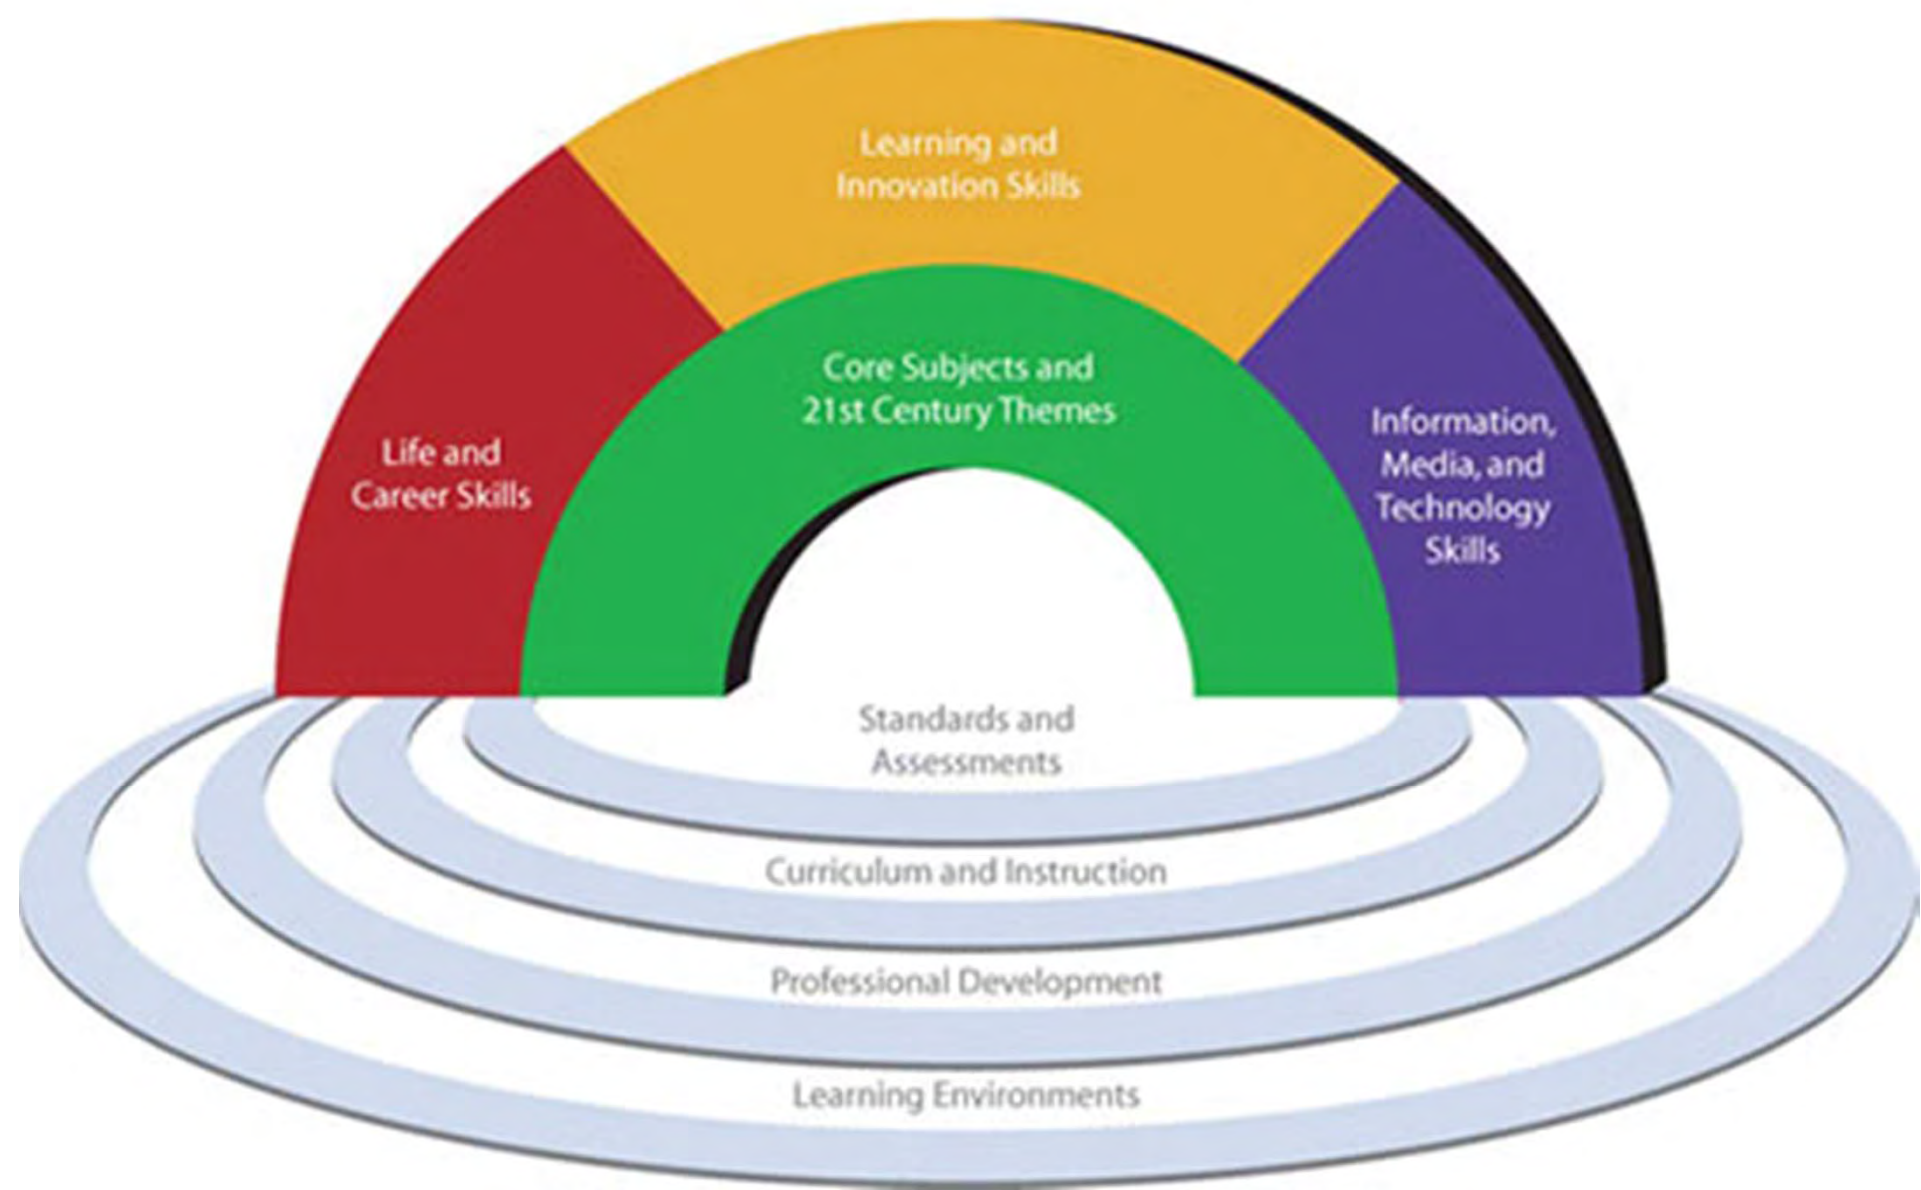 Learning and
Innovation Skills
Core Subjects and
21st Century Themes
Life and
Career Skills
Information,
Media, and
Technology
Skills
Standards and
Assessments
Curriculum and Instruction
Professional Development
Learning Environments